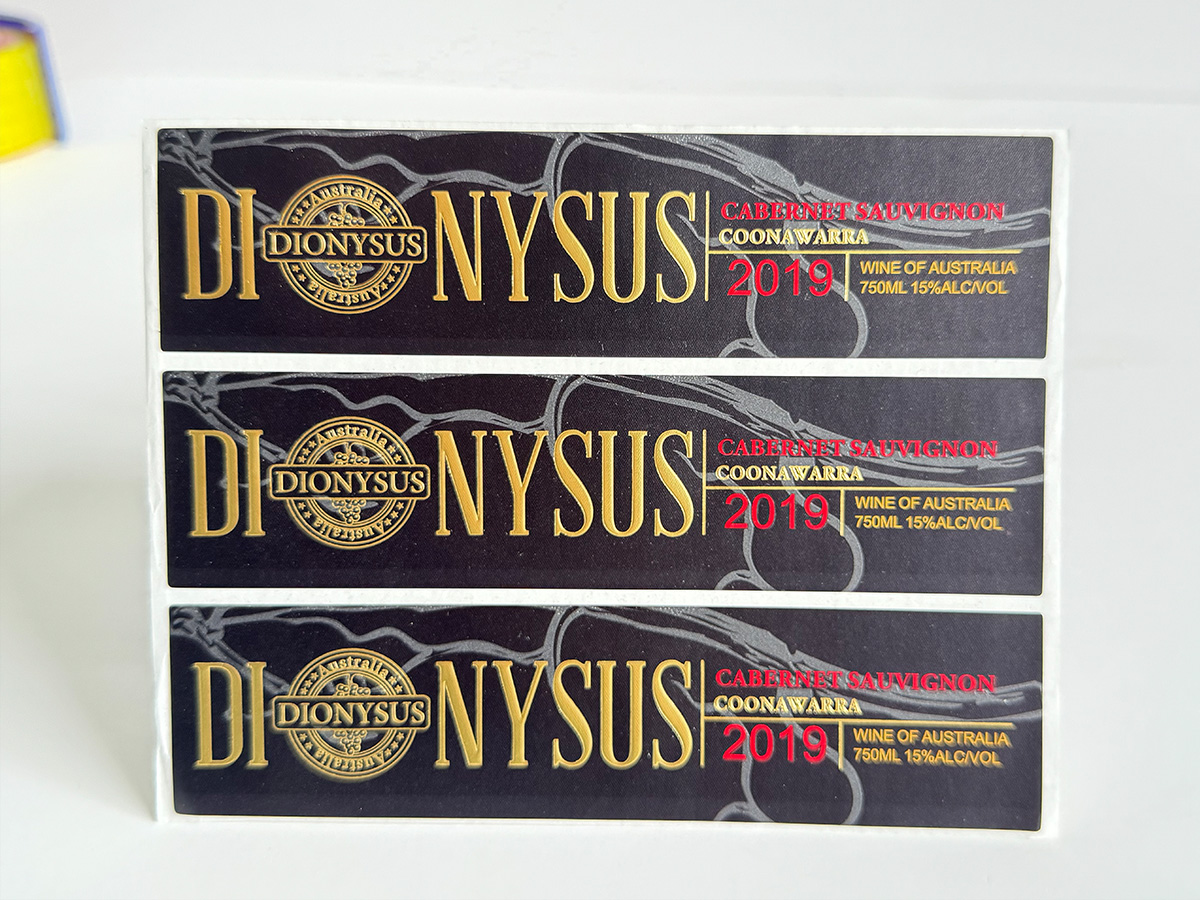 DIONYSUS
Australia
DIONYSUS
Australia
CABERNET SAUVIGNON
COONAWARRA
2019
WINE OF AUSTRALIA
750ML 15%ALC/VOL
DIONYSUS
Australia
DIONYSUS
Australia
CABERNET SAUVIGNON
COONAWARRA
2019
WINE OF AUSTRALIA
750ML 15%ALC/VOL
DIONYSUS
Australia
DIONYSUS
Australia
CABERNET SAUVIGNON
COONAWARRA
2019
WINE OF AUSTRALIA
750ML 15%ALC/VOL